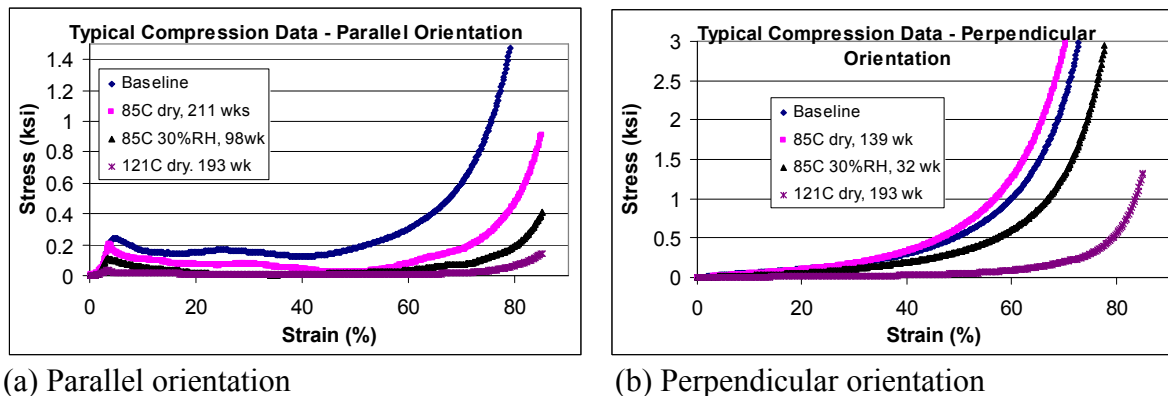 Typical Compression Data - Parallel Orientation
1.4
1.2
1
0.8
0.6
0.4
0.2
0
Stress (ksi)
Baseline
85C dry, 211 wks
85C 30%RH, 98wk
121C dry. 193 wk
0 20 40 60 80
Strain (%)
(a) Parallel orientation
Typical Compression Data - Perpendicular
Orientation
3
2.5
2
1.5
1
0.5
0
Stress (ksi)
Baseline
85C dry, 139 wk
85C 30%RH, 32 wk
121C dry, 193 wk
0 20 40 60 80
Strain (%)
(b) Perpendicular orientation